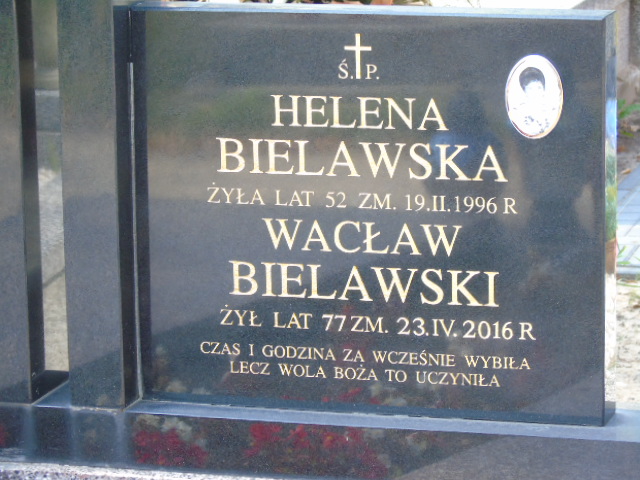 Ś.P.
HELENA
BIELAWSKA
ŻYŁA LAT 52 ZM. 19.II.1996 R
WACŁAW
BIELAWSKI
ŻYŁ LAT 77 ZM. 23.IV.2016 R
CZAS I GODZINA ZA WCZEŚNIE WYBIŁA
LECZ WOLA BOŻA TO UCZYNIŁA